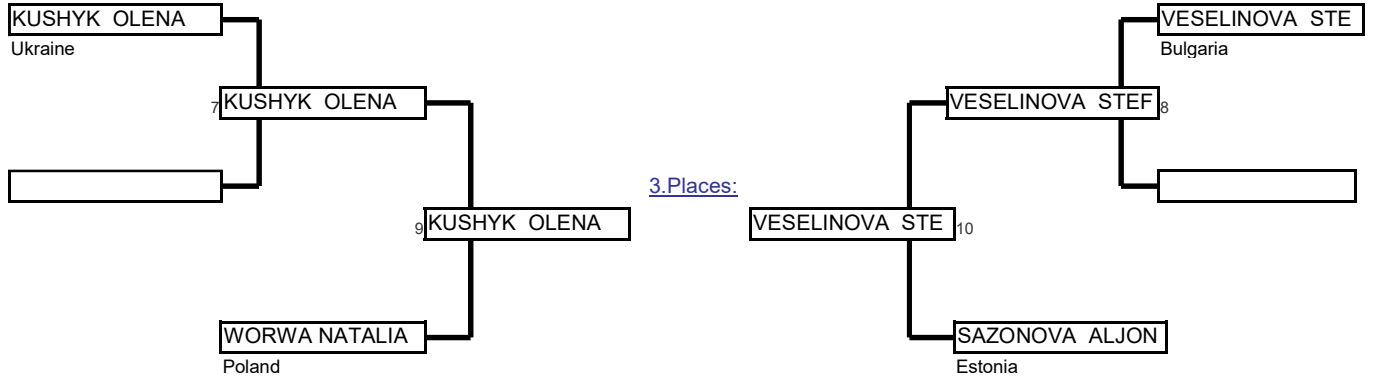 KUSHYK OLENA
Ukraine
7 KUSHYK OLENA
9 KUSHYK OLENA
WORWA NATALIA
Poland
3.Places:
VESELINOVA STE
Bulgaria
VESELINOVA STEF 8
VESELINOVA STE 10
SAZONOVA ALJON
Estonia